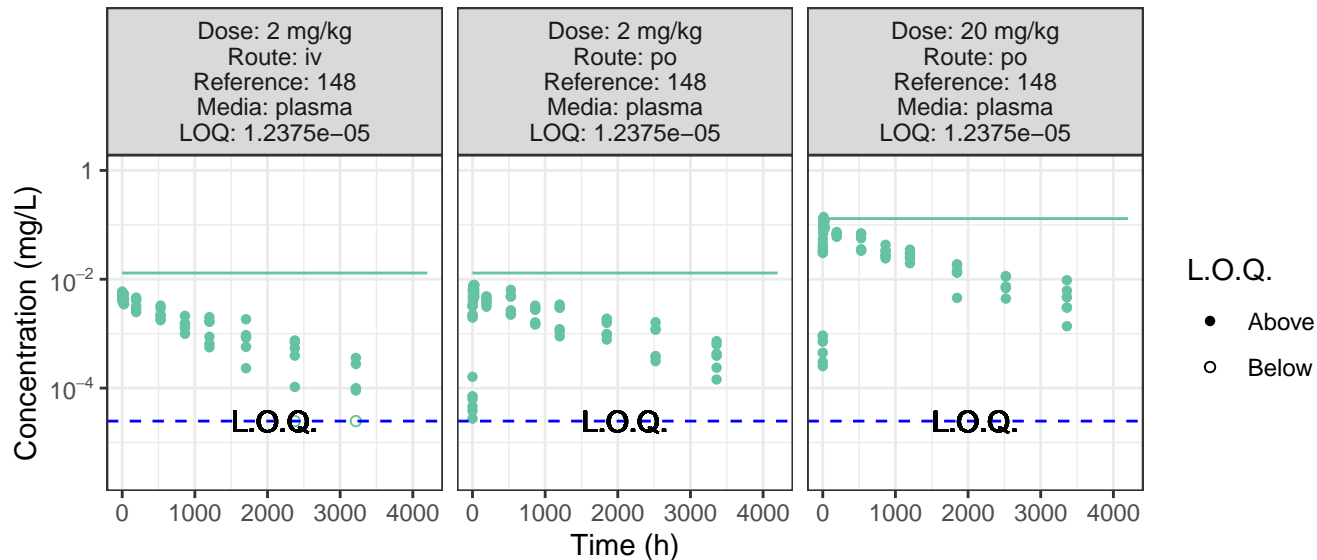 Dose: 2 mg/kg
Route: iv
Reference: 148
Media: plasma
LOQ: 1.2375e−05
Dose: 2 mg/kg
Route: po
Reference: 148
Media: plasma
LOQ: 1.2375e−05
Dose: 20 mg/kg
Route: po
Reference: 148
Media: plasma
LOQ: 1.2375e−05
Concentration (mg/L)
1
10⁻²
10⁻⁴
L.O.Q.
L.O.Q.
L.O.Q.
0 1000 2000 3000 4000
0 1000 2000 3000 4000
0 1000 2000 3000 4000
Time (h)
L.O.Q.
Above
Below